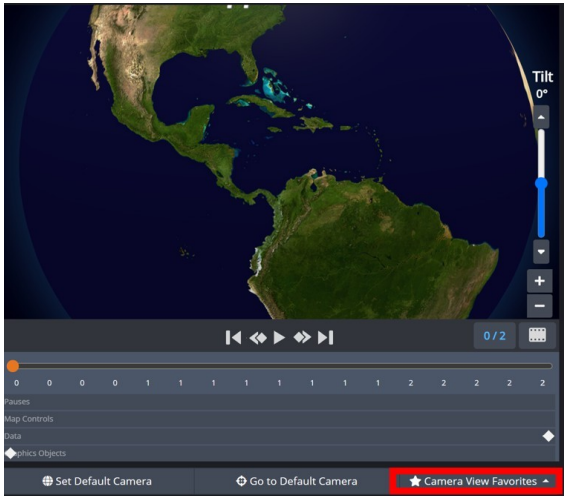 Tilt
0°
+
−
0 / 2
0 0 0 0 1 1 1 1 1 1 1 1 2 2 2 2 2
Pauses
Map Controls
Data
phics Objects
Set Default Camera Go to Default Camera Camera View Favorites